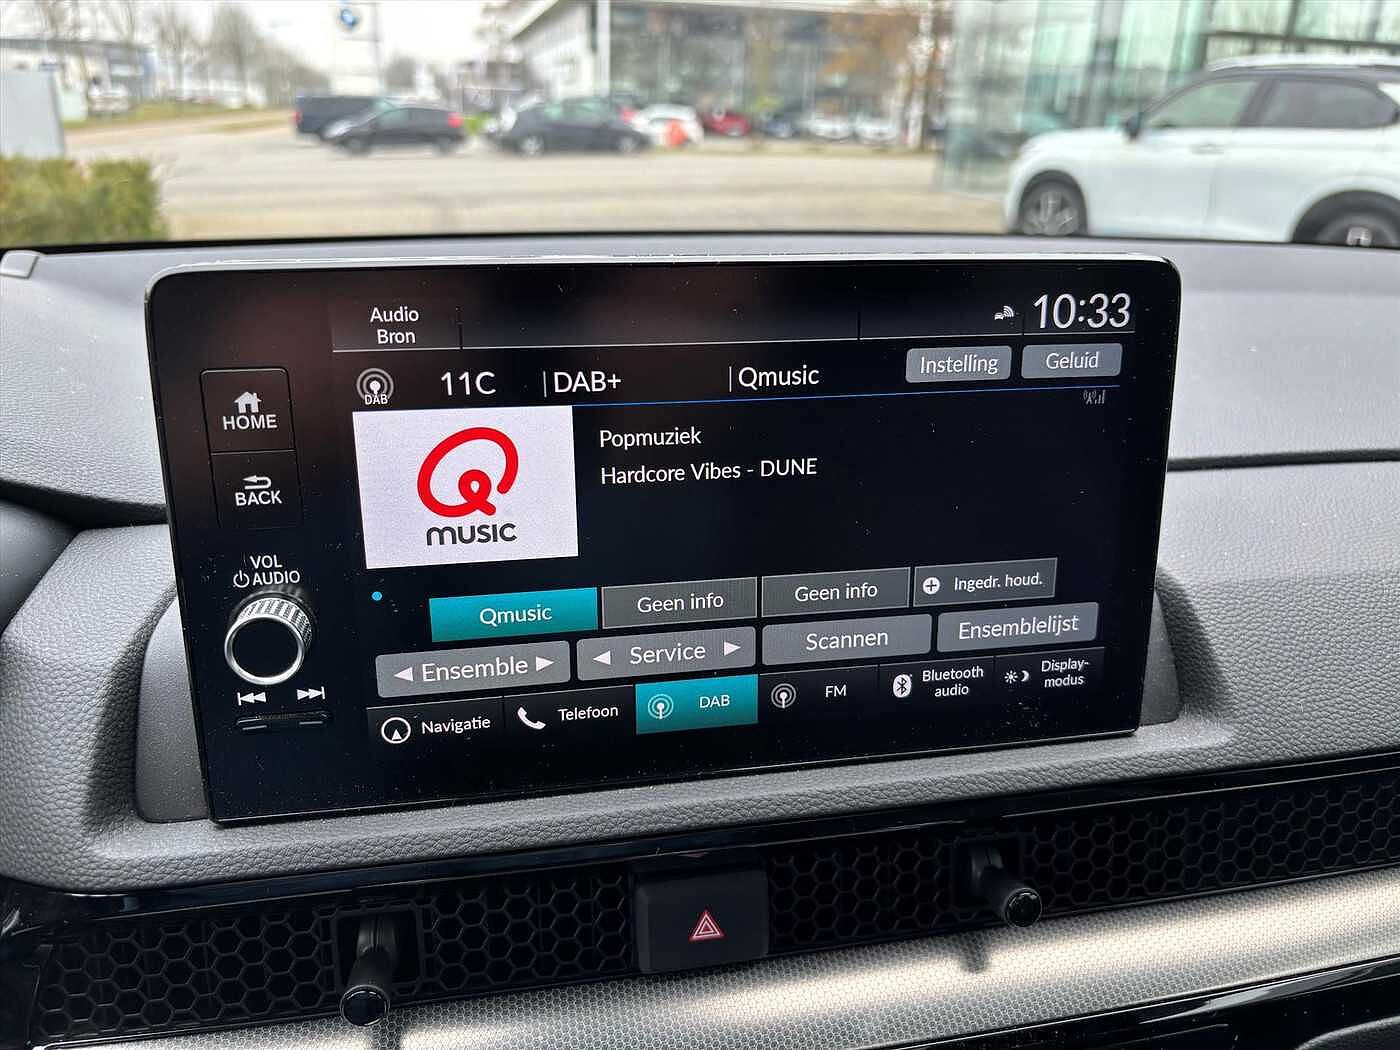 Audio
Bron
10:33
DAB
11C
DAB+
Qmusic
Instelling
Geluid
HOME
BACK
VOL
AUDIO
Q
music
Popmuziek
Hardcore Vibes - DUNE
Qmusic
Geen info
Geen info
Ingedr. houd.
Ensemble
Service
Scannen
Ensemblelijst
Navigatie
Telefoon
DAB
FM
Bluetooth
audio
Display-
modus